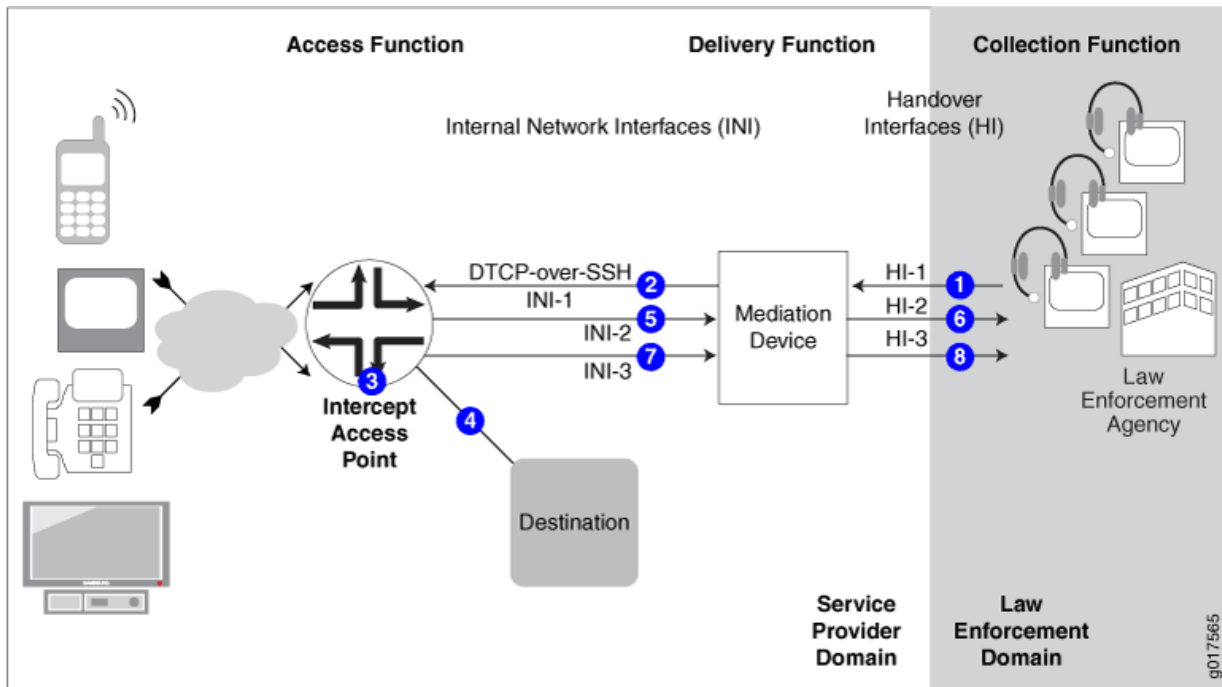 Access Function
Delivery Function
Collection Function
Internal Network Interfaces (INI)
Handover
Interfaces (HI)
DTCP-over-SSH
2
INI-1
5
INI-2
7
INI-3
Mediation
Device
HI-1
1
HI-2
6
HI-3
8
3
Intercept
Access
Point
4
Destination
Law
Enforcement
Agency
Service
Provider
Domain
Law
Enforcement
Domain
g017565